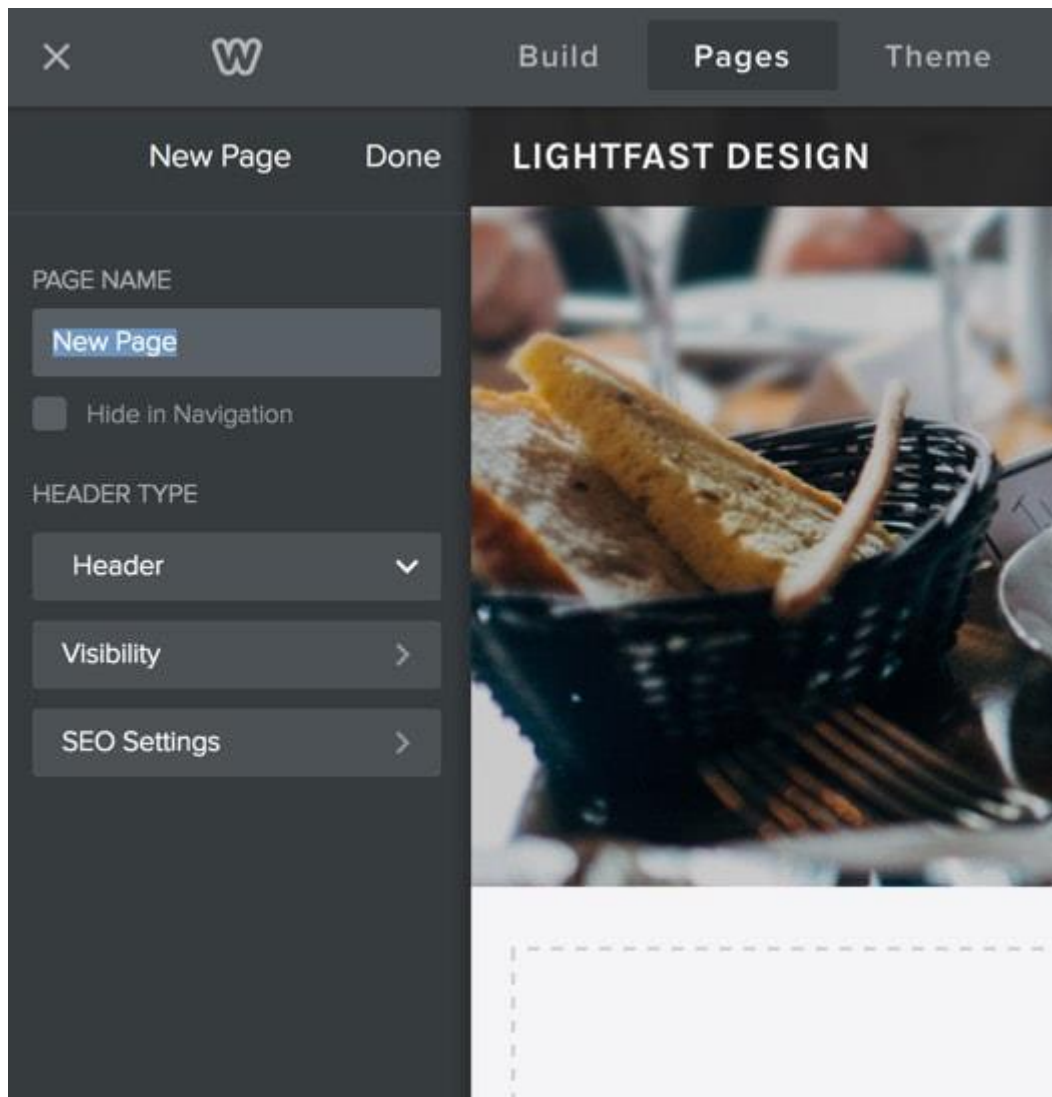 Build Pages Theme
New Page Done
LIGHTFAST DESIGN
PAGE NAME
New Page
Hide in Navigation
HEADER TYPE
Header
Visibility
SEO Settings